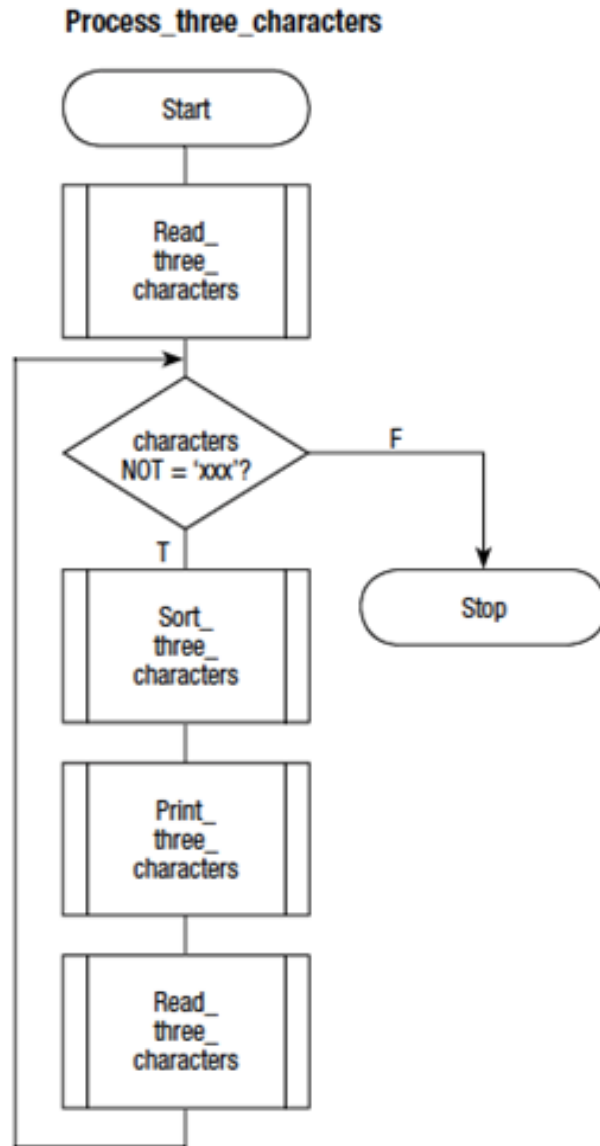 Process_three_characters
Start
Read_
three_
characters
characters
NOT = ‘xxx’?
F
T
Stop
Sort_
three_
characters
Print_
three_
characters
Read_
three_
characters